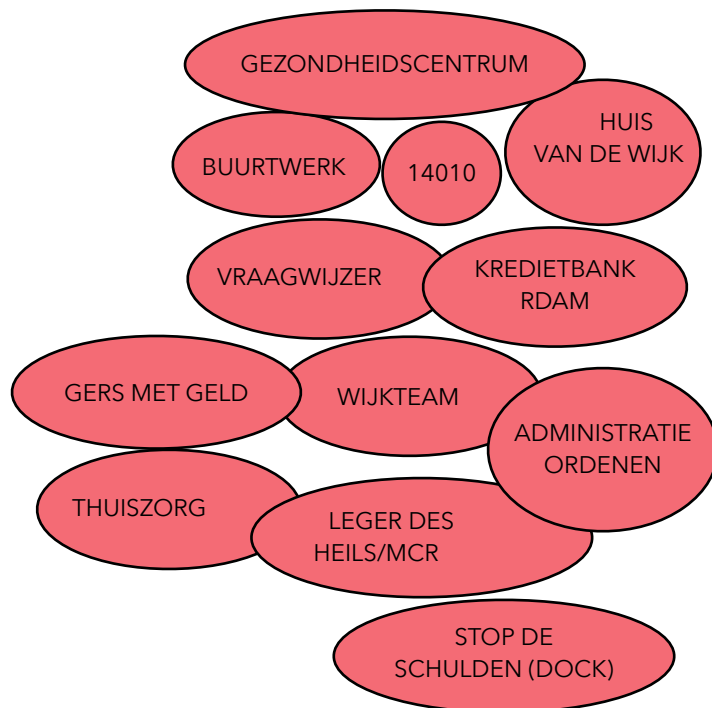 GEZONDHEIDSCENTRUM
HUIS
VAN DE WIJK
BUURTWERK
14010
VRAAGWIJZER
KREDIETBANK
RDAM
GERS MET GELD
WIJKTEAM
ADMINISTRATIE
ORDENEN
THUISZORG
LEGER DES
HEILS/MCR
STOP DE
SCHULDEN (DOCK)